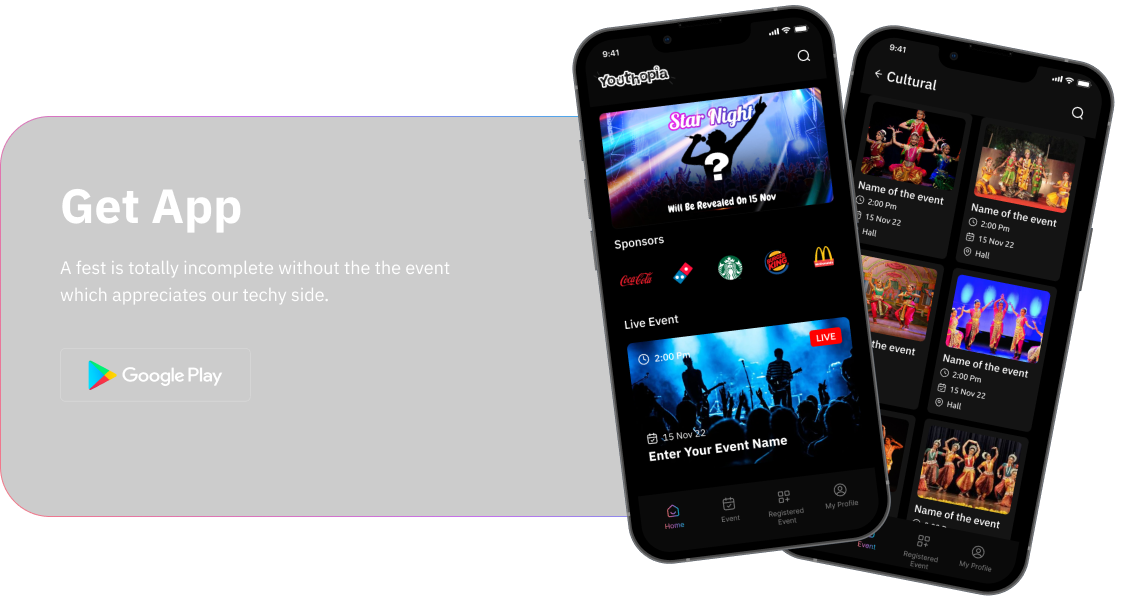 Get App
A fest is totally incomplete without the the event
which appreciates our techy side.
Google Play
9:41
Youthopia
Star Night
?
Will Be Revealed On 15 Nov
Sponsors
Coca-Cola
BURGER
KING
Live Event
2:00 Pm
LIVE
15 Nov 22
Enter Your Event Name
Home
Event
Registered
Event
My Profile
9:41
Cultural
Name of the event
2:00 Pm
15 Nov 22
Hall
Name of the event
2:00 Pm
15 Nov 22
Hall
the event
Name of the event
2:00 Pm
15 Nov 22
Hall
Name of the event
Event
Registered
Event
My Profile